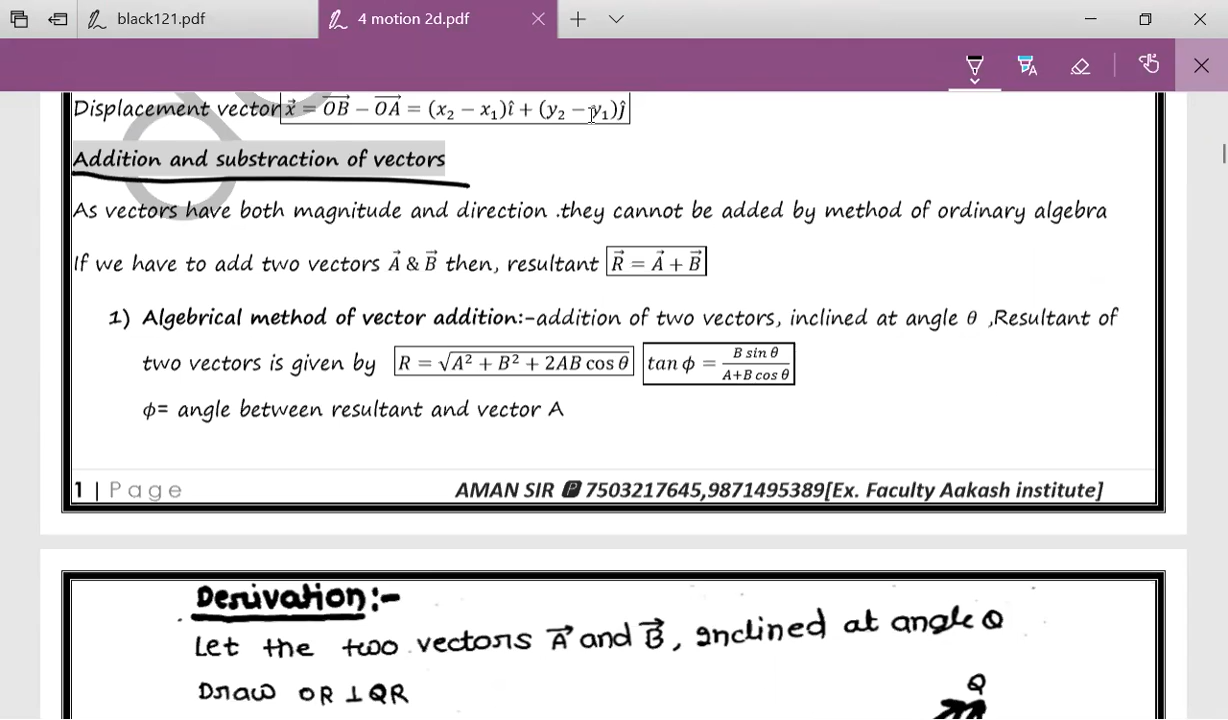 black121.pdf
4 motion 2d.pdf
Displacement vector x⃗ = OB⃗ − OA⃗ = (x₂ − x₁)î + (y₂ − y₁)ĵ
Addition and substraction of vectors
As vectors have both magnitude and direction .they cannot be added by method of ordinary algebra
If we have to add two vectors A⃗ & B⃗ then, resultant R⃗ = A⃗ + B⃗
1) Algebrical method of vector addition:-addition of two vectors, inclined at angle θ ,Resultant of
two vectors is given by R = √(A² + B² + 2AB cos θ) tan ϕ = B sin θ / A+B cos θ
ϕ= angle between resultant and vector A
1 | Page
AMAN SIR 🅿 7503217645,9871495389[Ex. Faculty Aakash institute]
Derivation:-
Let the two vectors A⃗ and B⃗, inclined at angle θ
Draw OR ⊥ QR
Q